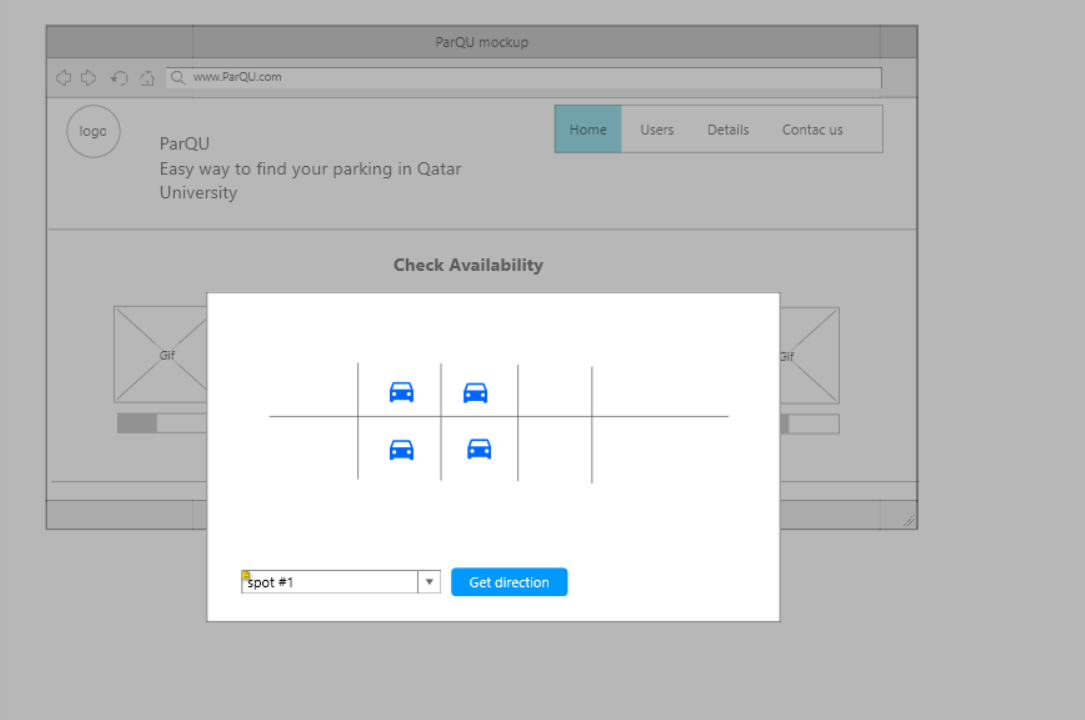 ParQU mockup
www.ParQU.com
logo
ParQU
Easy way to find your parking in Qatar
University
Home Users Details Contac us
Check Availability
Gif
Gif
spot #1
Get direction